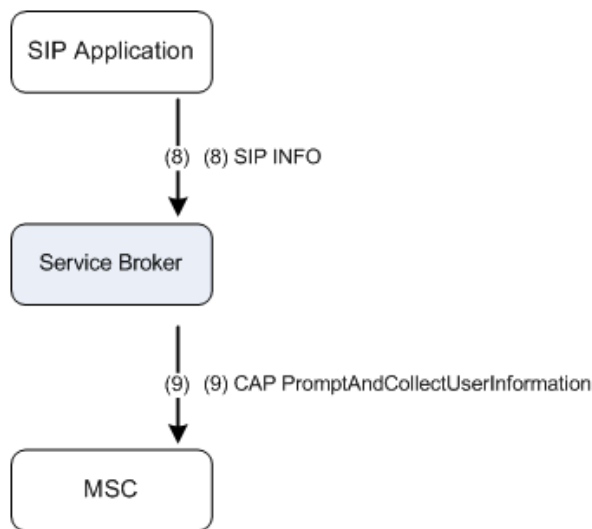 SIP Application
(8) (8) SIP INFO
Service Broker
(9) (9) CAP PromptAndCollectUserInformation
MSC